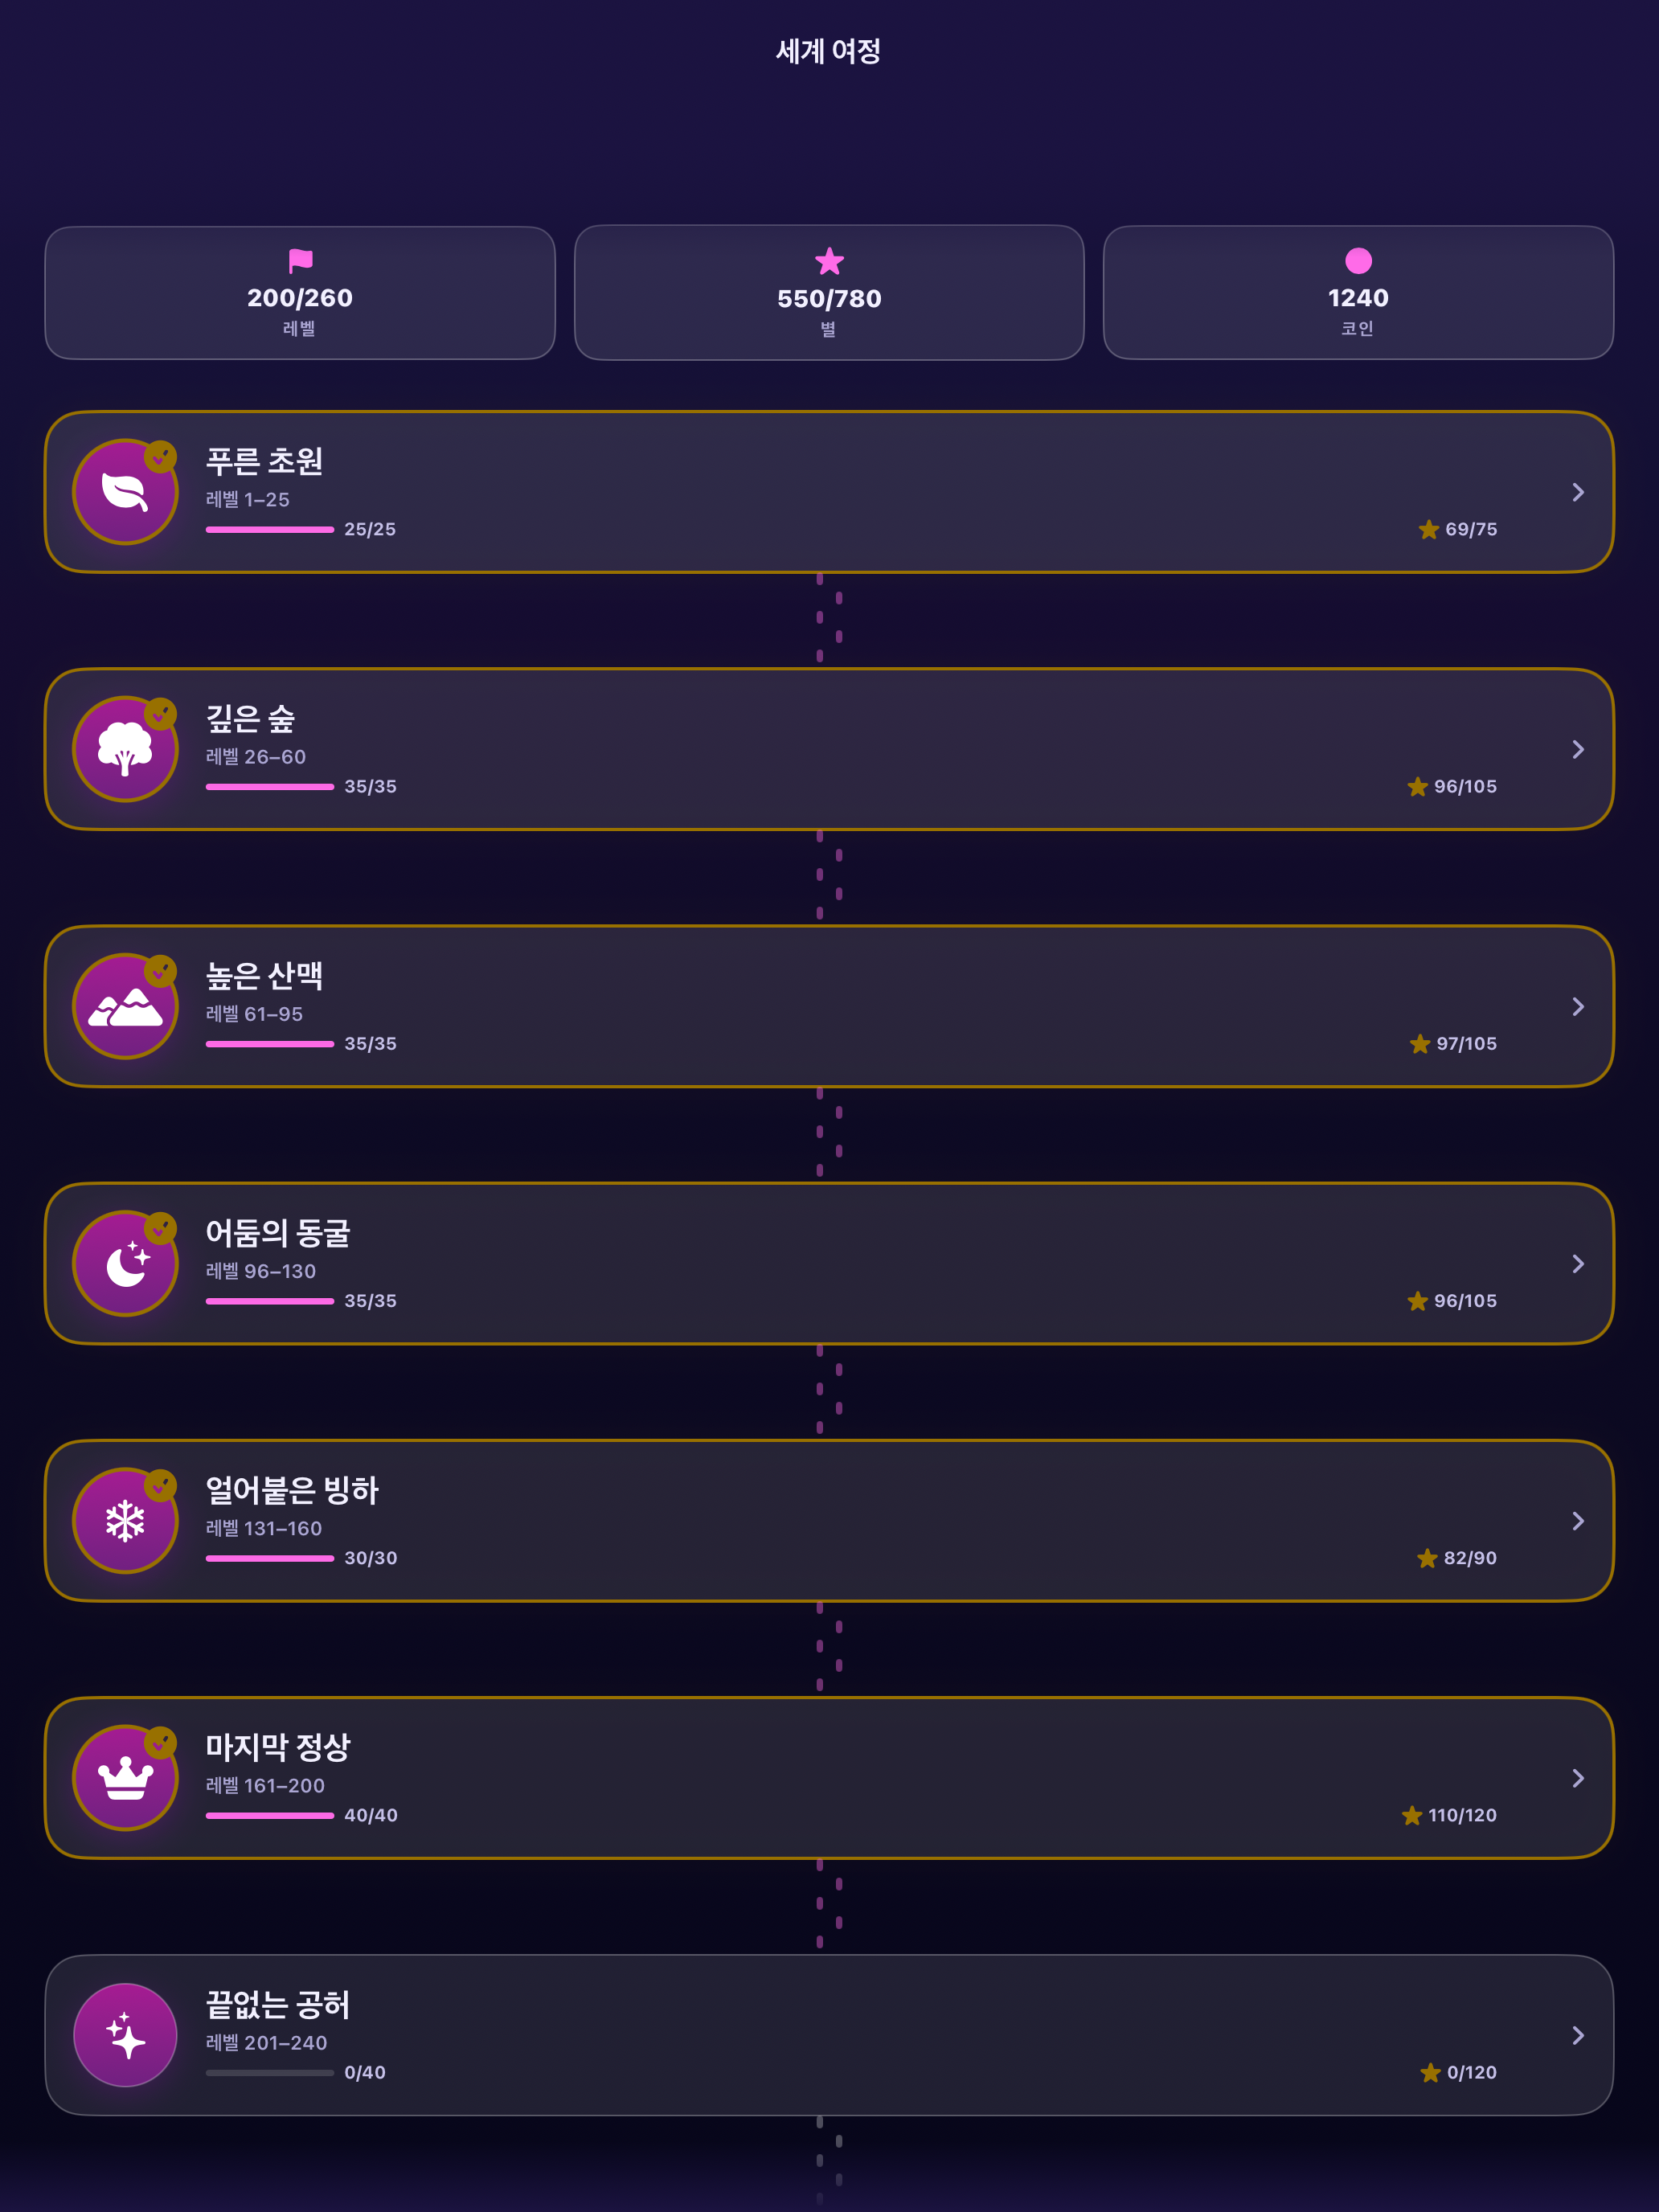 세계 여정
200/260
레벨
550/780
별
1240
코인
푸른 초원
레벨 1–25
25/25
69/75
깊은 숲
레벨 26–60
35/35
96/105
높은 산맥
레벨 61–95
35/35
97/105
어둠의 동굴
레벨 96–130
35/35
96/105
얼어붙은 빙하
레벨 131–160
30/30
82/90
마지막 정상
레벨 161–200
40/40
110/120
끝없는 공허
레벨 201–240
0/40
0/120